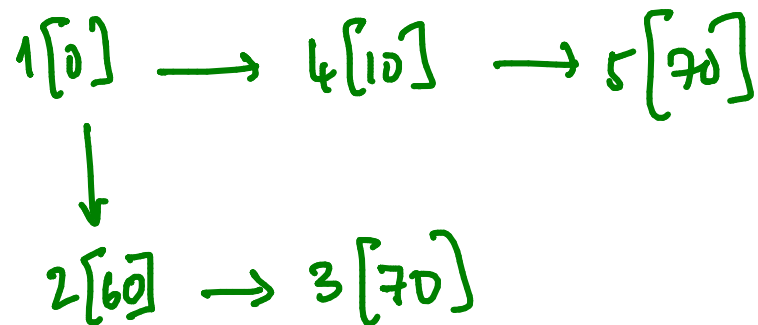 1[0] → 4[10] → 5[70]
↓
2[60] → 3[70]